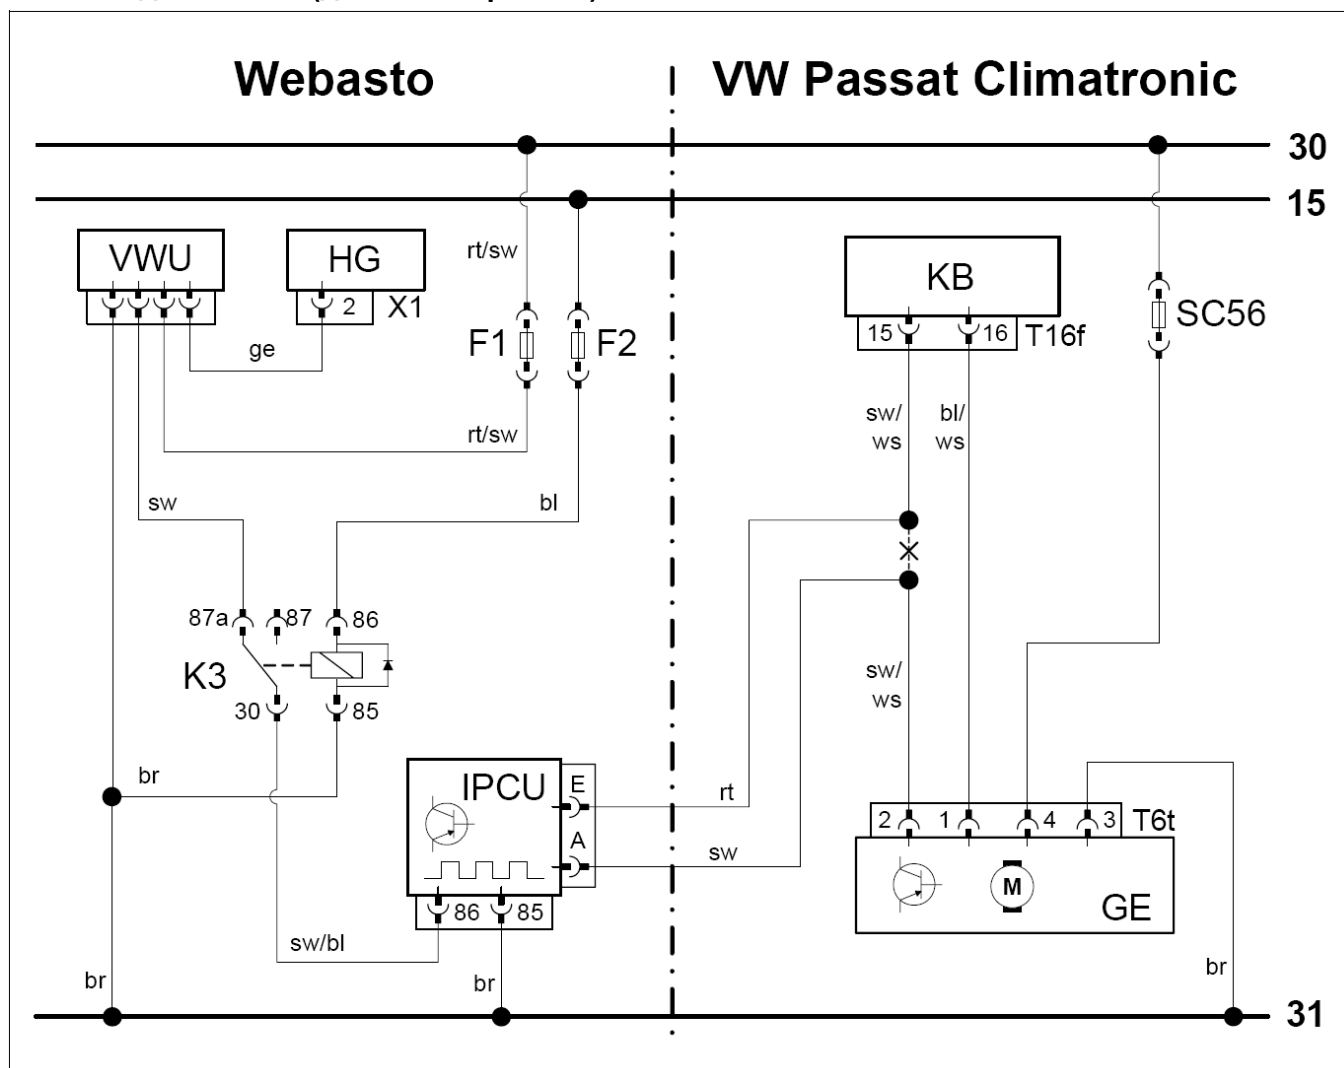 Webasto
VW Passat Climatronic
30
15
VWU
HG
2
X1
rt/sw
F1
F2
KB
15
16
T16f
SC56
ge
rt/sw
sw/
ws
bl/
ws
sw
bl
87a
87
86
K3
30
85
sw/
ws
br
IPCU
E
A
rt
sw
2
1
4
3
T6t
M
GE
86
85
sw/bl
br
br
br
31